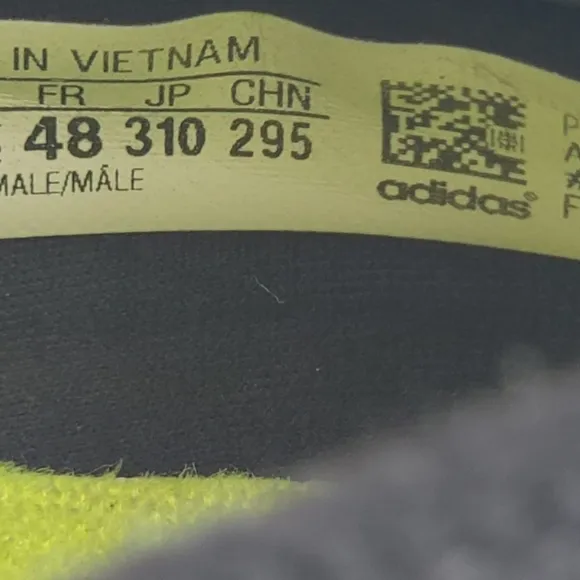 IN VIETNAM
FR JP CHN
48 310 295
MALE/MÂLE
adidas®
P
A
*
F